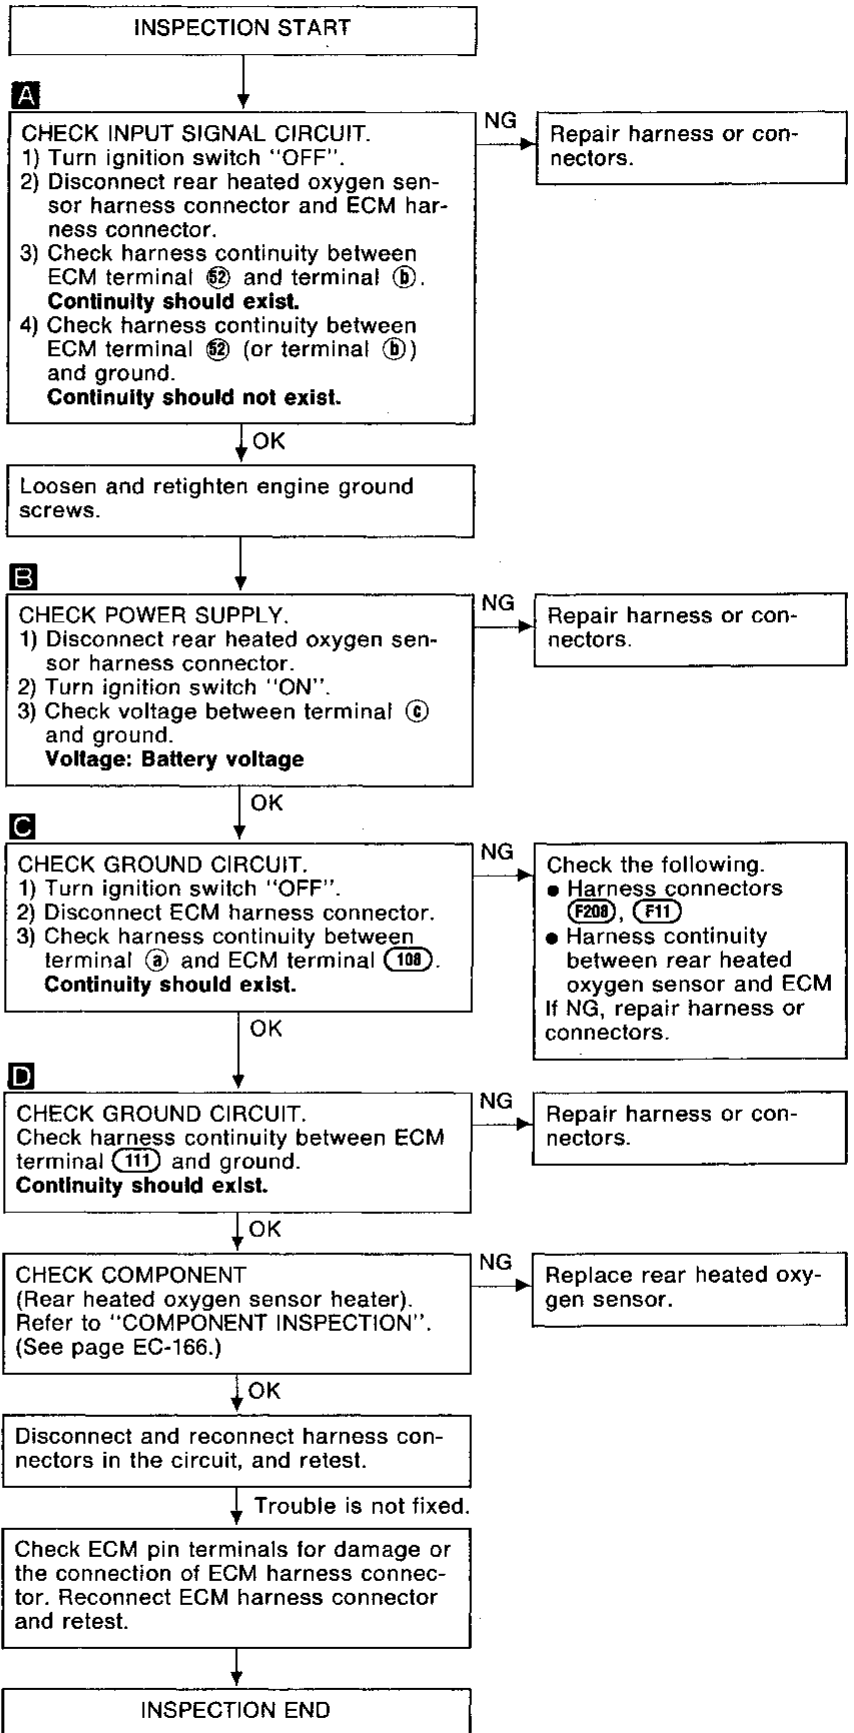 INSPECTION START
A
CHECK INPUT SIGNAL CIRCUIT.
1) Turn ignition switch "OFF".
2) Disconnect rear heated oxygen sen-
sor harness connector and ECM har-
ness connector.
3) Check harness continuity between
ECM terminal 52 and terminal b.
Continuity should exist.
4) Check harness continuity between
ECM terminal 52 (or terminal b)
and ground.
Continuity should not exist.
NG
Repair harness or con-
nectors.
OK
Loosen and retighten engine ground
screws.
B
CHECK POWER SUPPLY.
1) Disconnect rear heated oxygen sen-
sor harness connector.
2) Turn ignition switch "ON".
3) Check voltage between terminal c
and ground.
Voltage: Battery voltage
NG
Repair harness or con-
nectors.
OK
C
CHECK GROUND CIRCUIT.
1) Turn ignition switch "OFF".
2) Disconnect ECM harness connector.
3) Check harness continuity between
terminal a and ECM terminal 108.
Continuity should exist.
NG
Check the following.
● Harness connectors
F208, F11
● Harness continuity
between rear heated
oxygen sensor and ECM
If NG, repair harness or
connectors.
OK
D
CHECK GROUND CIRCUIT.
Check harness continuity between ECM
terminal 111 and ground.
Continuity should exist.
NG
Repair harness or con-
nectors.
OK
CHECK COMPONENT
(Rear heated oxygen sensor heater).
Refer to "COMPONENT INSPECTION".
(See page EC-166.)
NG
Replace rear heated oxy-
gen sensor.
OK
Disconnect and reconnect harness con-
nectors in the circuit, and retest.
Trouble is not fixed.
Check ECM pin terminals for damage or
the connection of ECM harness connec-
tor. Reconnect ECM harness connector
and retest.
INSPECTION END